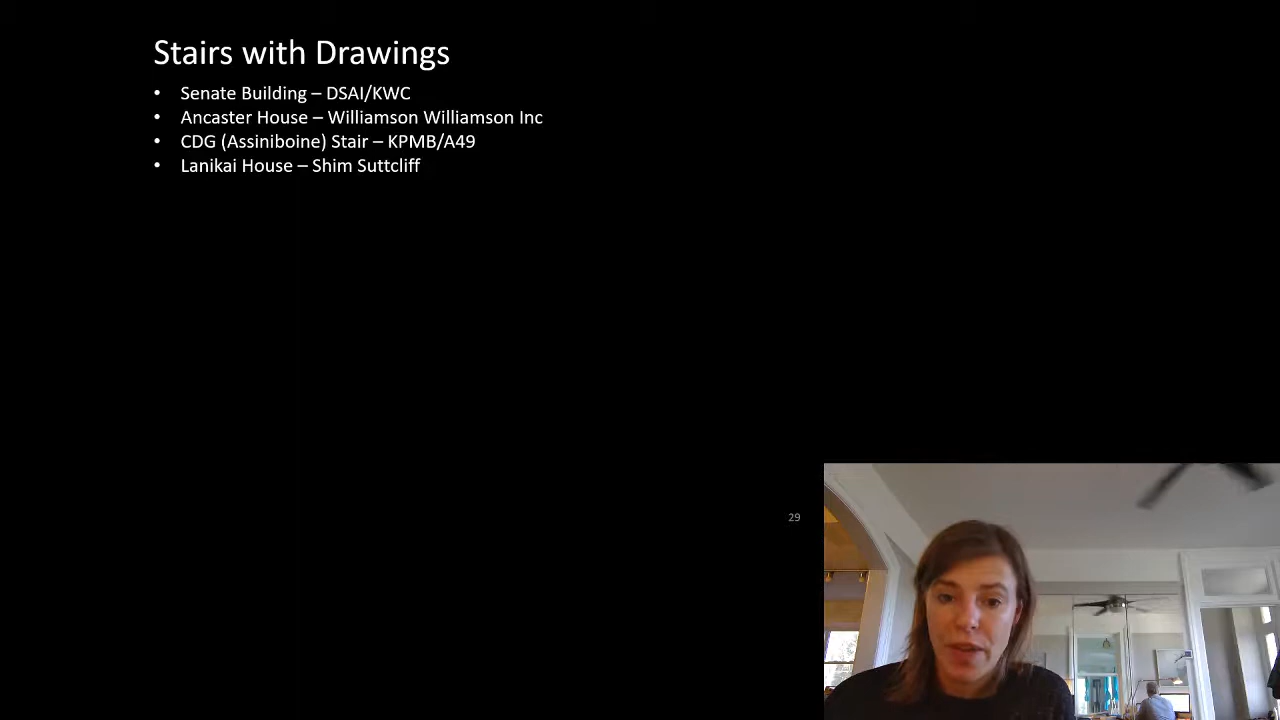 Stairs with Drawings
• Senate Building – DSAI/KWC
• Ancaster House – Williamson Williamson Inc
• CDG (Assiniboine) Stair – KPMB/A49
• Lanikai House – Shim Suttcliff
29